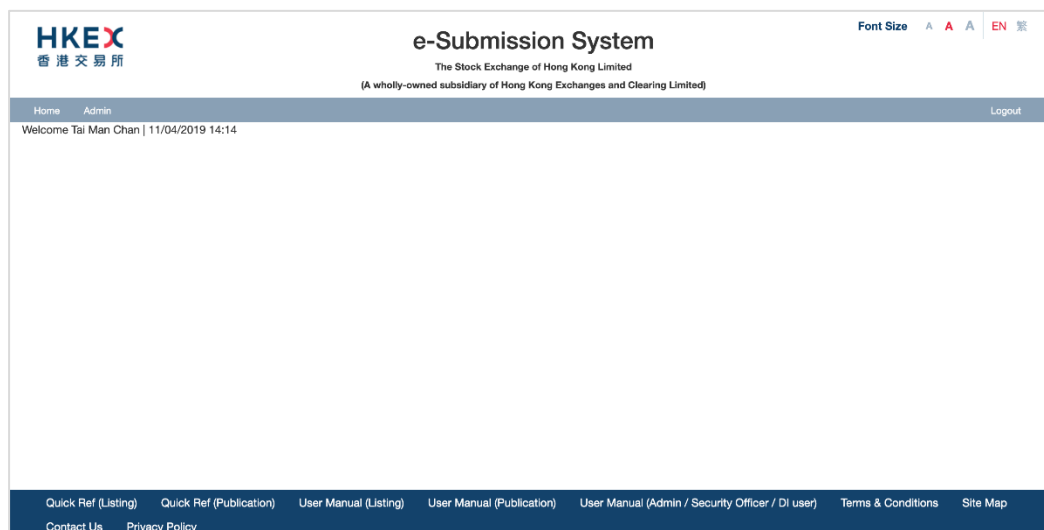 HKEX
香港交易所
e-Submission System
The Stock Exchange of Hong Kong Limited
(A wholly-owned subsidiary of Hong Kong Exchanges and Clearing Limited)
Font Size A A A EN 繁
Home Admin Logout
Welcome Tai Man Chan | 11/04/2019 14:14
Quick Ref (Listing) Quick Ref (Publication) User Manual (Listing) User Manual (Publication) User Manual (Admin / Security Officer / DI user) Terms & Conditions Site Map
Contact Us Privacy Policy